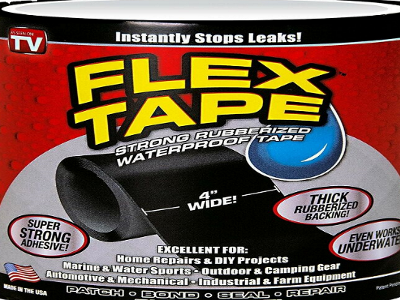 AS SEEN ON
TV
Instantly Stops Leaks!
FLEX
TAPE
STRONG RUBBERIZED
WATERPROOF TAPE
4"
WIDE!
SUPER
STRONG
ADHESIVE!
THICK
RUBBERIZED
BACKING!
EVEN WORKS
UNDERWATER
EXCELLENT FOR:
Home Repairs & DIY Projects
Marine & Water Sports - Outdoor & Camping Gear
Automotive & Mechanical - Industrial & Farm Equipment
MADE IN THE USA
PATCH - BOND - SEAL - REPAIR
Patent